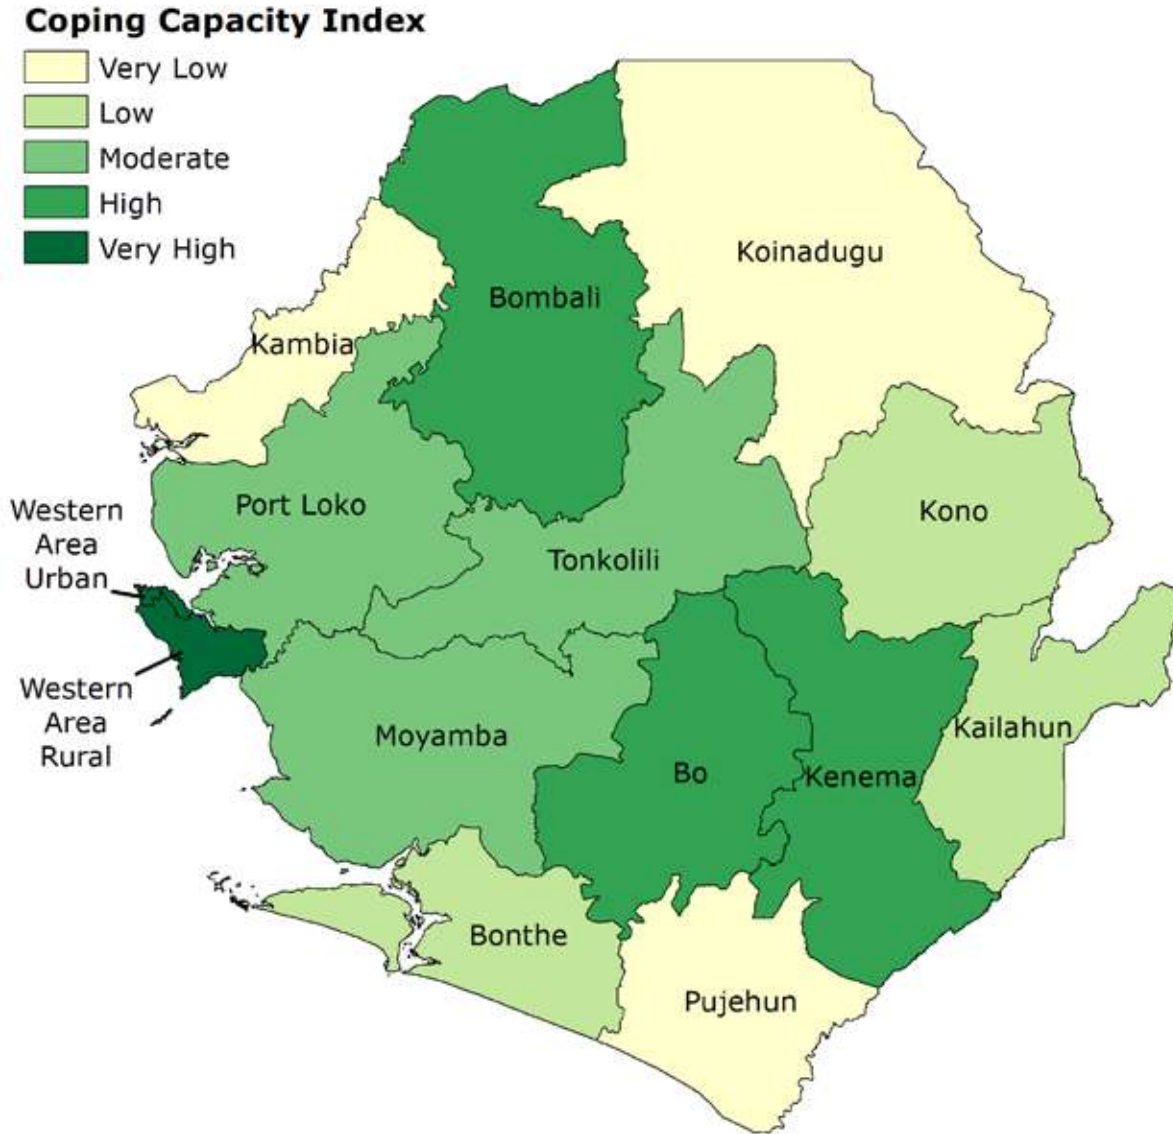 Coping Capacity Index
Very Low
Low
Moderate
High
Very High
Koinadugu
Bombali
Kambia
Port Loko
Kono
Western
Area
Urban
Tonkolili
Western
Area
Rural
Moyamba
Kailahun
Bo
Kenema
Bonthe
Pujehun